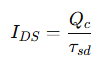 I_{DS} = \frac{Q_c}{\tau_{sd}}